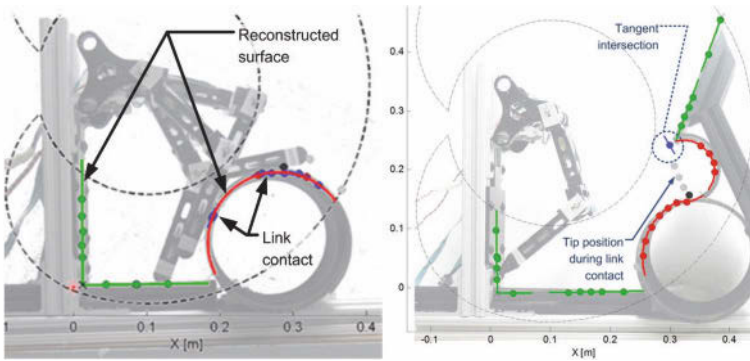 Reconstructed
surface
Link
contact
1
0
0.1
0.2
0.3
0.4
X [m]
Tangent
intersection
Tip position
during link
contact
0.4
0.3
0.2
0.1
0
-0.1
0
0.1
0.2
0.3
0.4
X [m]